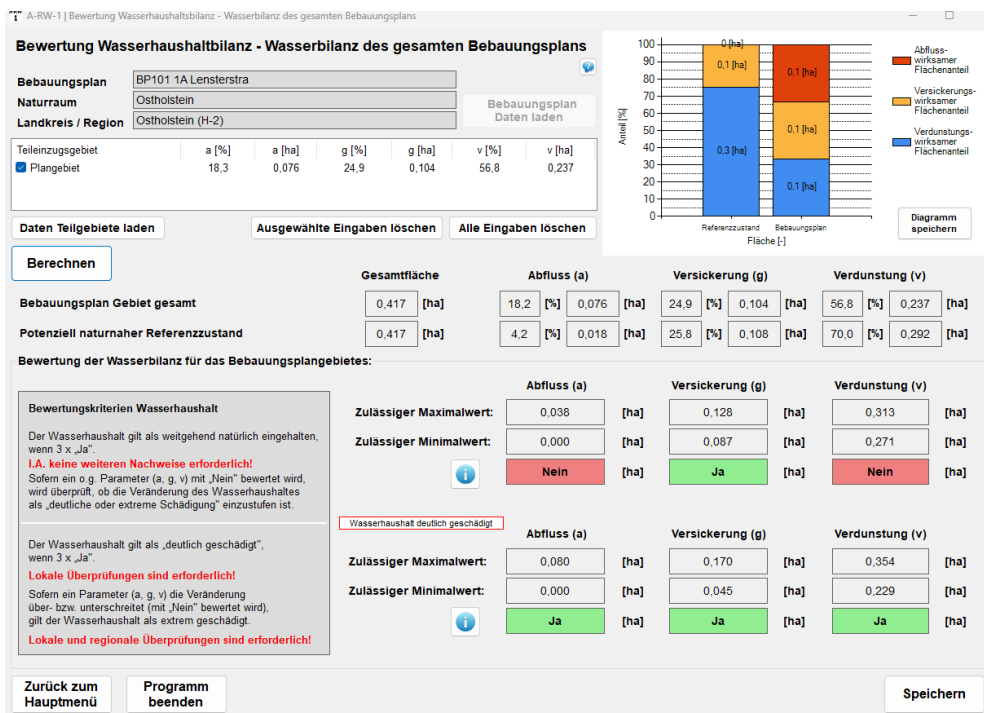 A-RW-1 | Bewertung Wasserhaushaltsbilanz - Wasserbilanz des gesamten Bebauungsplans
Bewertung Wasserhaushaltbilanz - Wasserbilanz des gesamten Bebauungsplans
Bebauungsplan BP101 1A Lensterstra
Naturraum Ostholstein
Landkreis / Region Ostholstein (H-2)
Bebauungsplan
Daten laden
Teileinzugsgebiet a [%] a [ha] g [%] g [ha] v [%] v [ha]
Plangebiet 18,3 0,076 24,9 0,104 56,8 0,237
Daten Teilgebiete laden Ausgewählte Eingaben löschen Alle Eingaben löschen
Anteil [%]
100
90
80
70
60
50
40
30
20
10
0
0 [ha]
0,1 [ha]
0,3 [ha]
0,1 [ha]
0,1 [ha]
0,1 [ha]
Referenzzustand Bebauungsplan
Fläche [-]
Abfluss-
wirksamer
Flächenanteil
Versickerungs-
wirksamer
Flächenanteil
Verdunstungs-
wirksamer
Flächenanteil
Diagramm
speichern
Berechnen
Gesamtfläche Abfluss (a) Versickerung (g) Verdunstung (v)
Bebauungsplan Gebiet gesamt 0,417 [ha] 18,2 [%] 0,076 [ha] 24,9 [%] 0,104 [ha] 56,8 [%] 0,237 [ha]
Potenziell naturnaher Referenzzustand 0,417 [ha] 4,2 [%] 0,018 [ha] 25,8 [%] 0,108 [ha] 70,0 [%] 0,292 [ha]
Bewertung der Wasserbilanz für das Bebauungsplangebietes:
Bewertungskriterien Wasserhaushalt
Der Wasserhaushalt gilt als weitgehend natürlich eingehalten,
wenn 3 x „Ja".
I.A. keine weiteren Nachweise erforderlich!
Sofern ein o.g. Parameter (a, g, v) mit „Nein" bewertet wird,
wird überprüft, ob die Veränderung des Wasserhaushaltes
als „deutliche oder extreme Schädigung" einzustufen ist.
Der Wasserhaushalt gilt als „deutlich geschädigt",
wenn 3 x „Ja".
Lokale Überprüfungen sind erforderlich!
Sofern ein Parameter (a, g, v) die Veränderung
über- bzw. unterschreitet (mit „Nein" bewertet wird),
gilt der Wasserhaushalt als extrem geschädigt.
Lokale und regionale Überprüfungen sind erforderlich!
Abfluss (a) Versickerung (g) Verdunstung (v)
Zulässiger Maximalwert: 0,038 [ha] 0,128 [ha] 0,313 [ha]
Zulässiger Minimalwert: 0,000 [ha] 0,087 [ha] 0,271 [ha]
Nein [ha] Ja [ha] Nein [ha]
Wasserhaushalt deutlich geschädigt
Abfluss (a) Versickerung (g) Verdunstung (v)
Zulässiger Maximalwert: 0,080 [ha] 0,170 [ha] 0,354 [ha]
Zulässiger Minimalwert: 0,000 [ha] 0,045 [ha] 0,229 [ha]
Ja [ha] Ja [ha] Ja [ha]
Zurück zum
Hauptmenü
Programm
beenden
Speichern